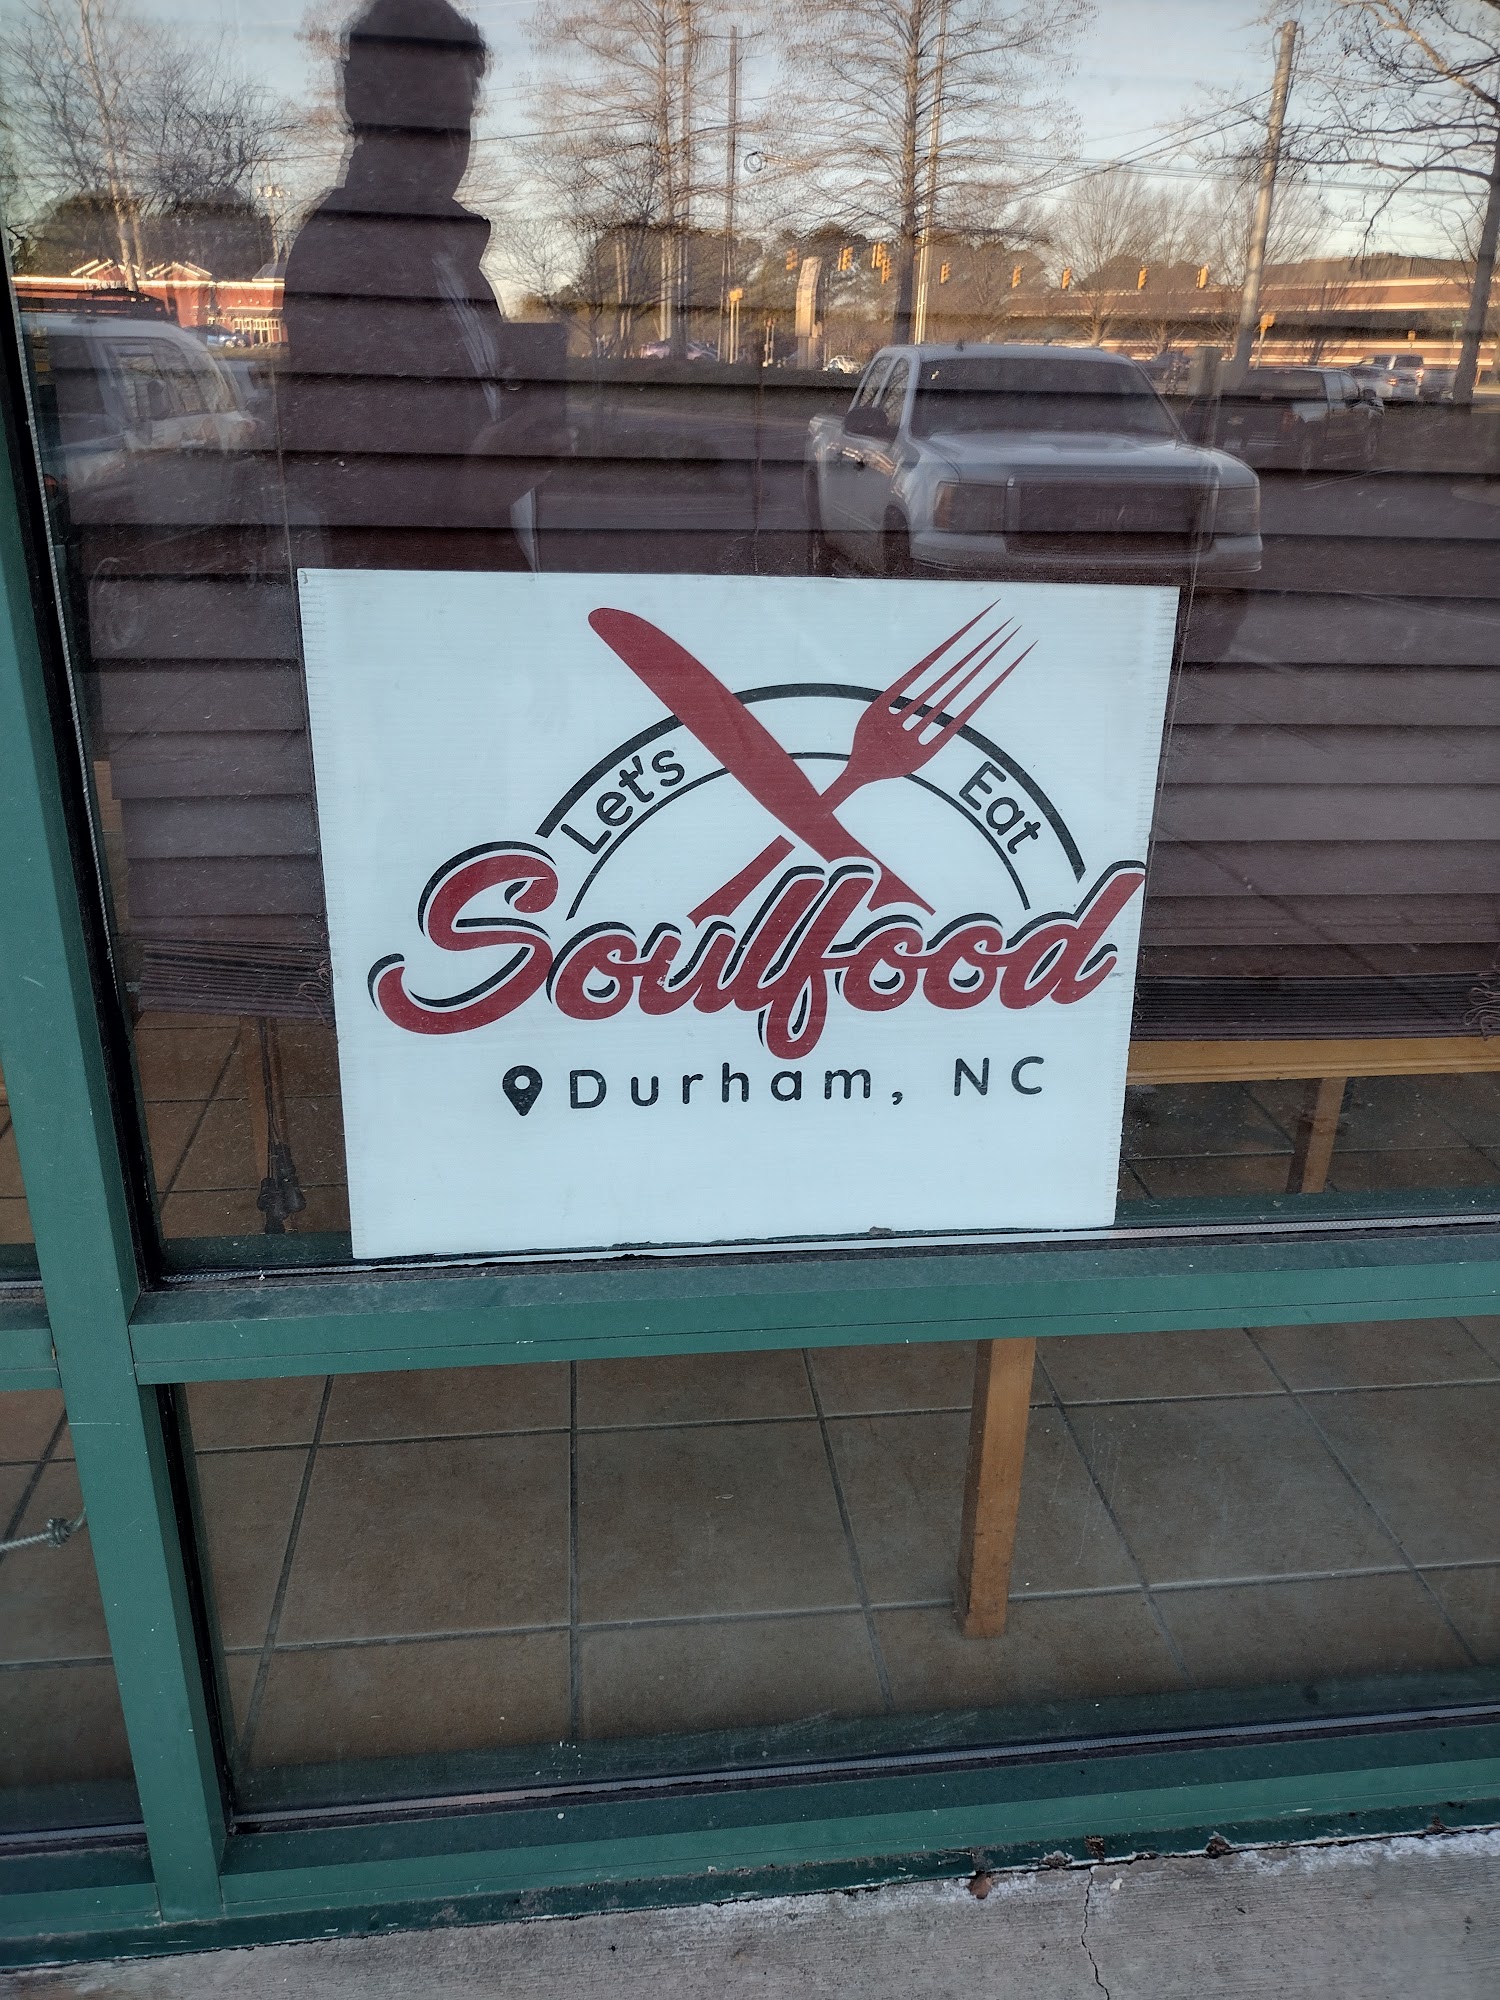 Let's Eat
Soulfood
Durham, NC